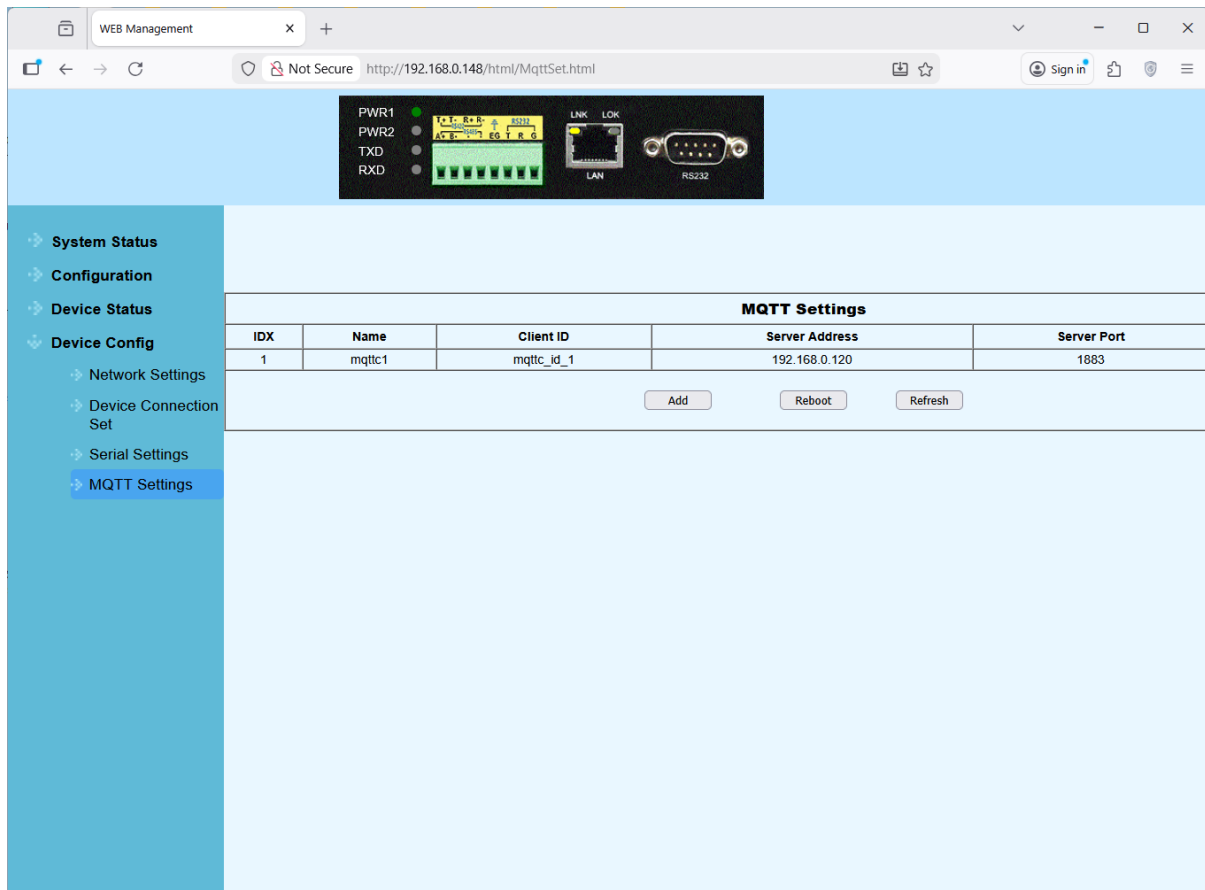 WEB Management
Not Secure http://192.168.0.148/html/MqttSet.html
Sign in
PWR1
PWR2
TXD
RXD
T+ T- R+ R-
RS232
A+ B-
EG T R G
LNK LOK
LAN
RS232
System Status
Configuration
Device Status
Device Config
Network Settings
Device Connection
Set
Serial Settings
MQTT Settings
MQTT Settings
IDX Name Client ID Server Address Server Port
1 mqttc1 mqttc_id_1 192.168.0.120 1883
Add Reboot Refresh